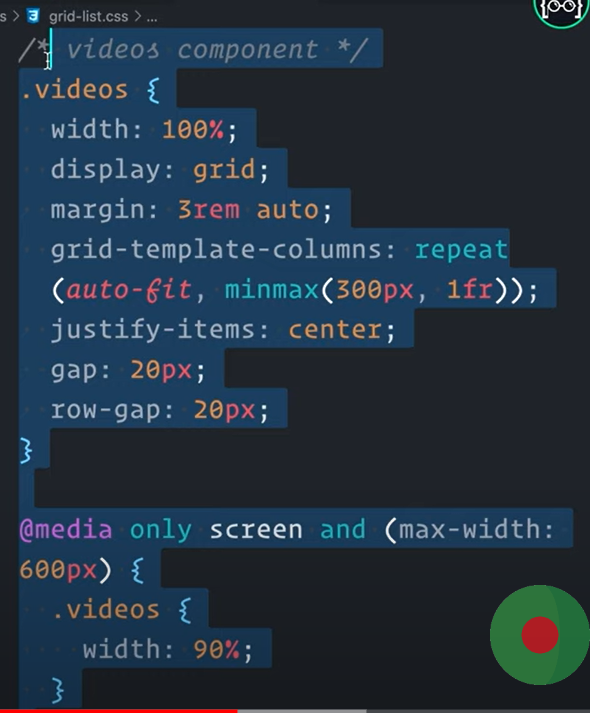 s > grid-list.css > ...
/* videos component */
.videos {
width: 100%;
display: grid;
margin: 3rem auto;
grid-template-columns: repeat
(auto-fit, minmax(300px, 1fr));
justify-items: center;
gap: 20px;
row-gap: 20px;
}
@media only screen and (max-width:
600px) {
.videos {
width: 90%;
}